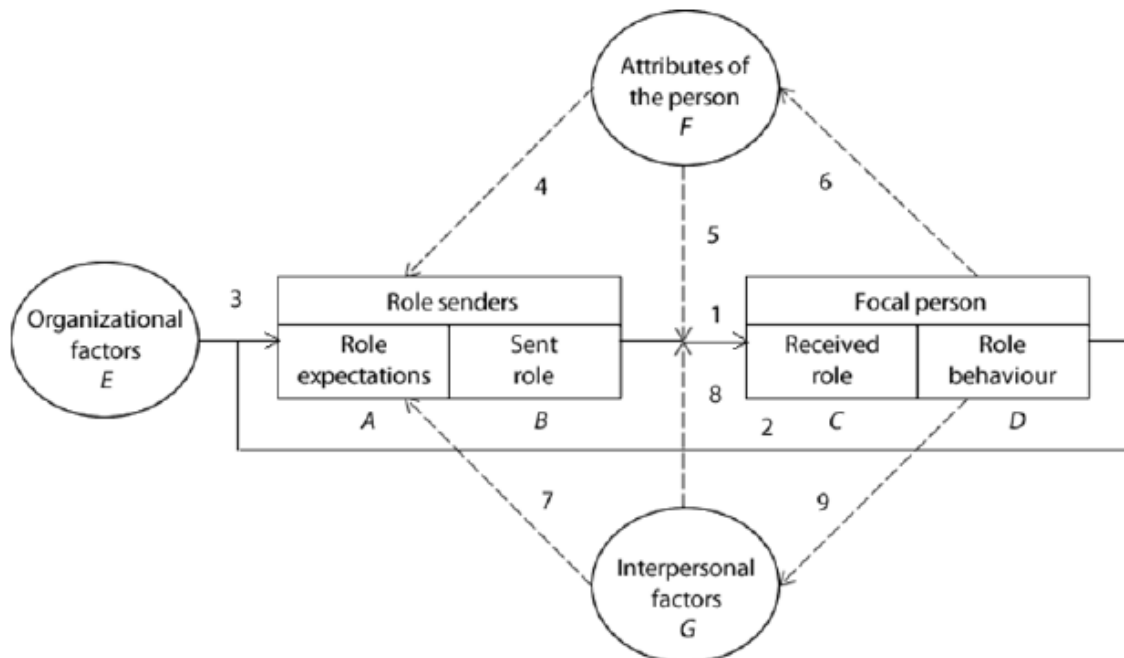 Attributes of
the person
F
4
6
5
3
Role senders
1
Focal person
Organizational
factors
E
Role
expectations
Sent
role
Received
role
Role
behaviour
8
A
B
2
C
D
7
9
Interpersonal
factors
G